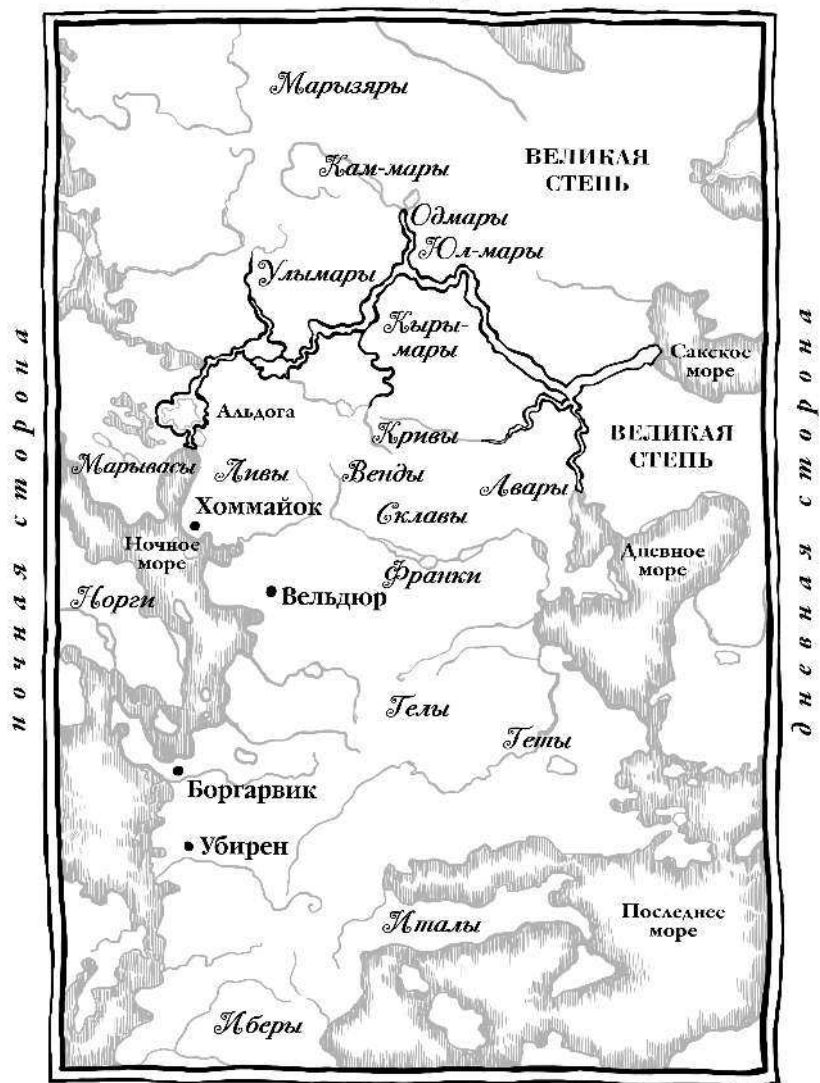 Марызяры
Кам-мары
ВЕЛИКАЯ
СТЕПЬ
Одмары
Юл-мары
Улымары
Кыры-
мары
Сакское
море
ночная сторона
дневная сторона
Альдога
Кривы
ВЕЛИКАЯ
СТЕПЬ
Марывасы
Ливы
Венды
Авары
Хоммайок
Склавы
Ночное
море
Дневное
море
Франки
Норги
Вельдюр
Гелы
Геты
Боргарвик
Убирен
Италы
Последнее
море
Иберы